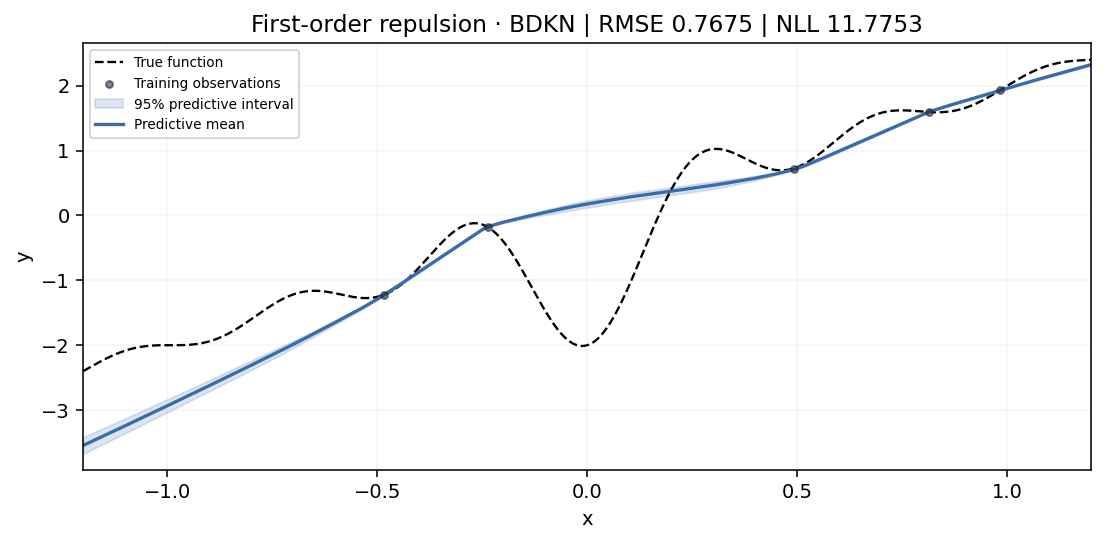 First-order repulsion · BDKN | RMSE 0.7675 | NLL 11.7753
True function
Training observations
95% predictive interval
Predictive mean
y
2
1
0
−1
−2
−3
−1.0
−0.5
0.0
0.5
1.0
x